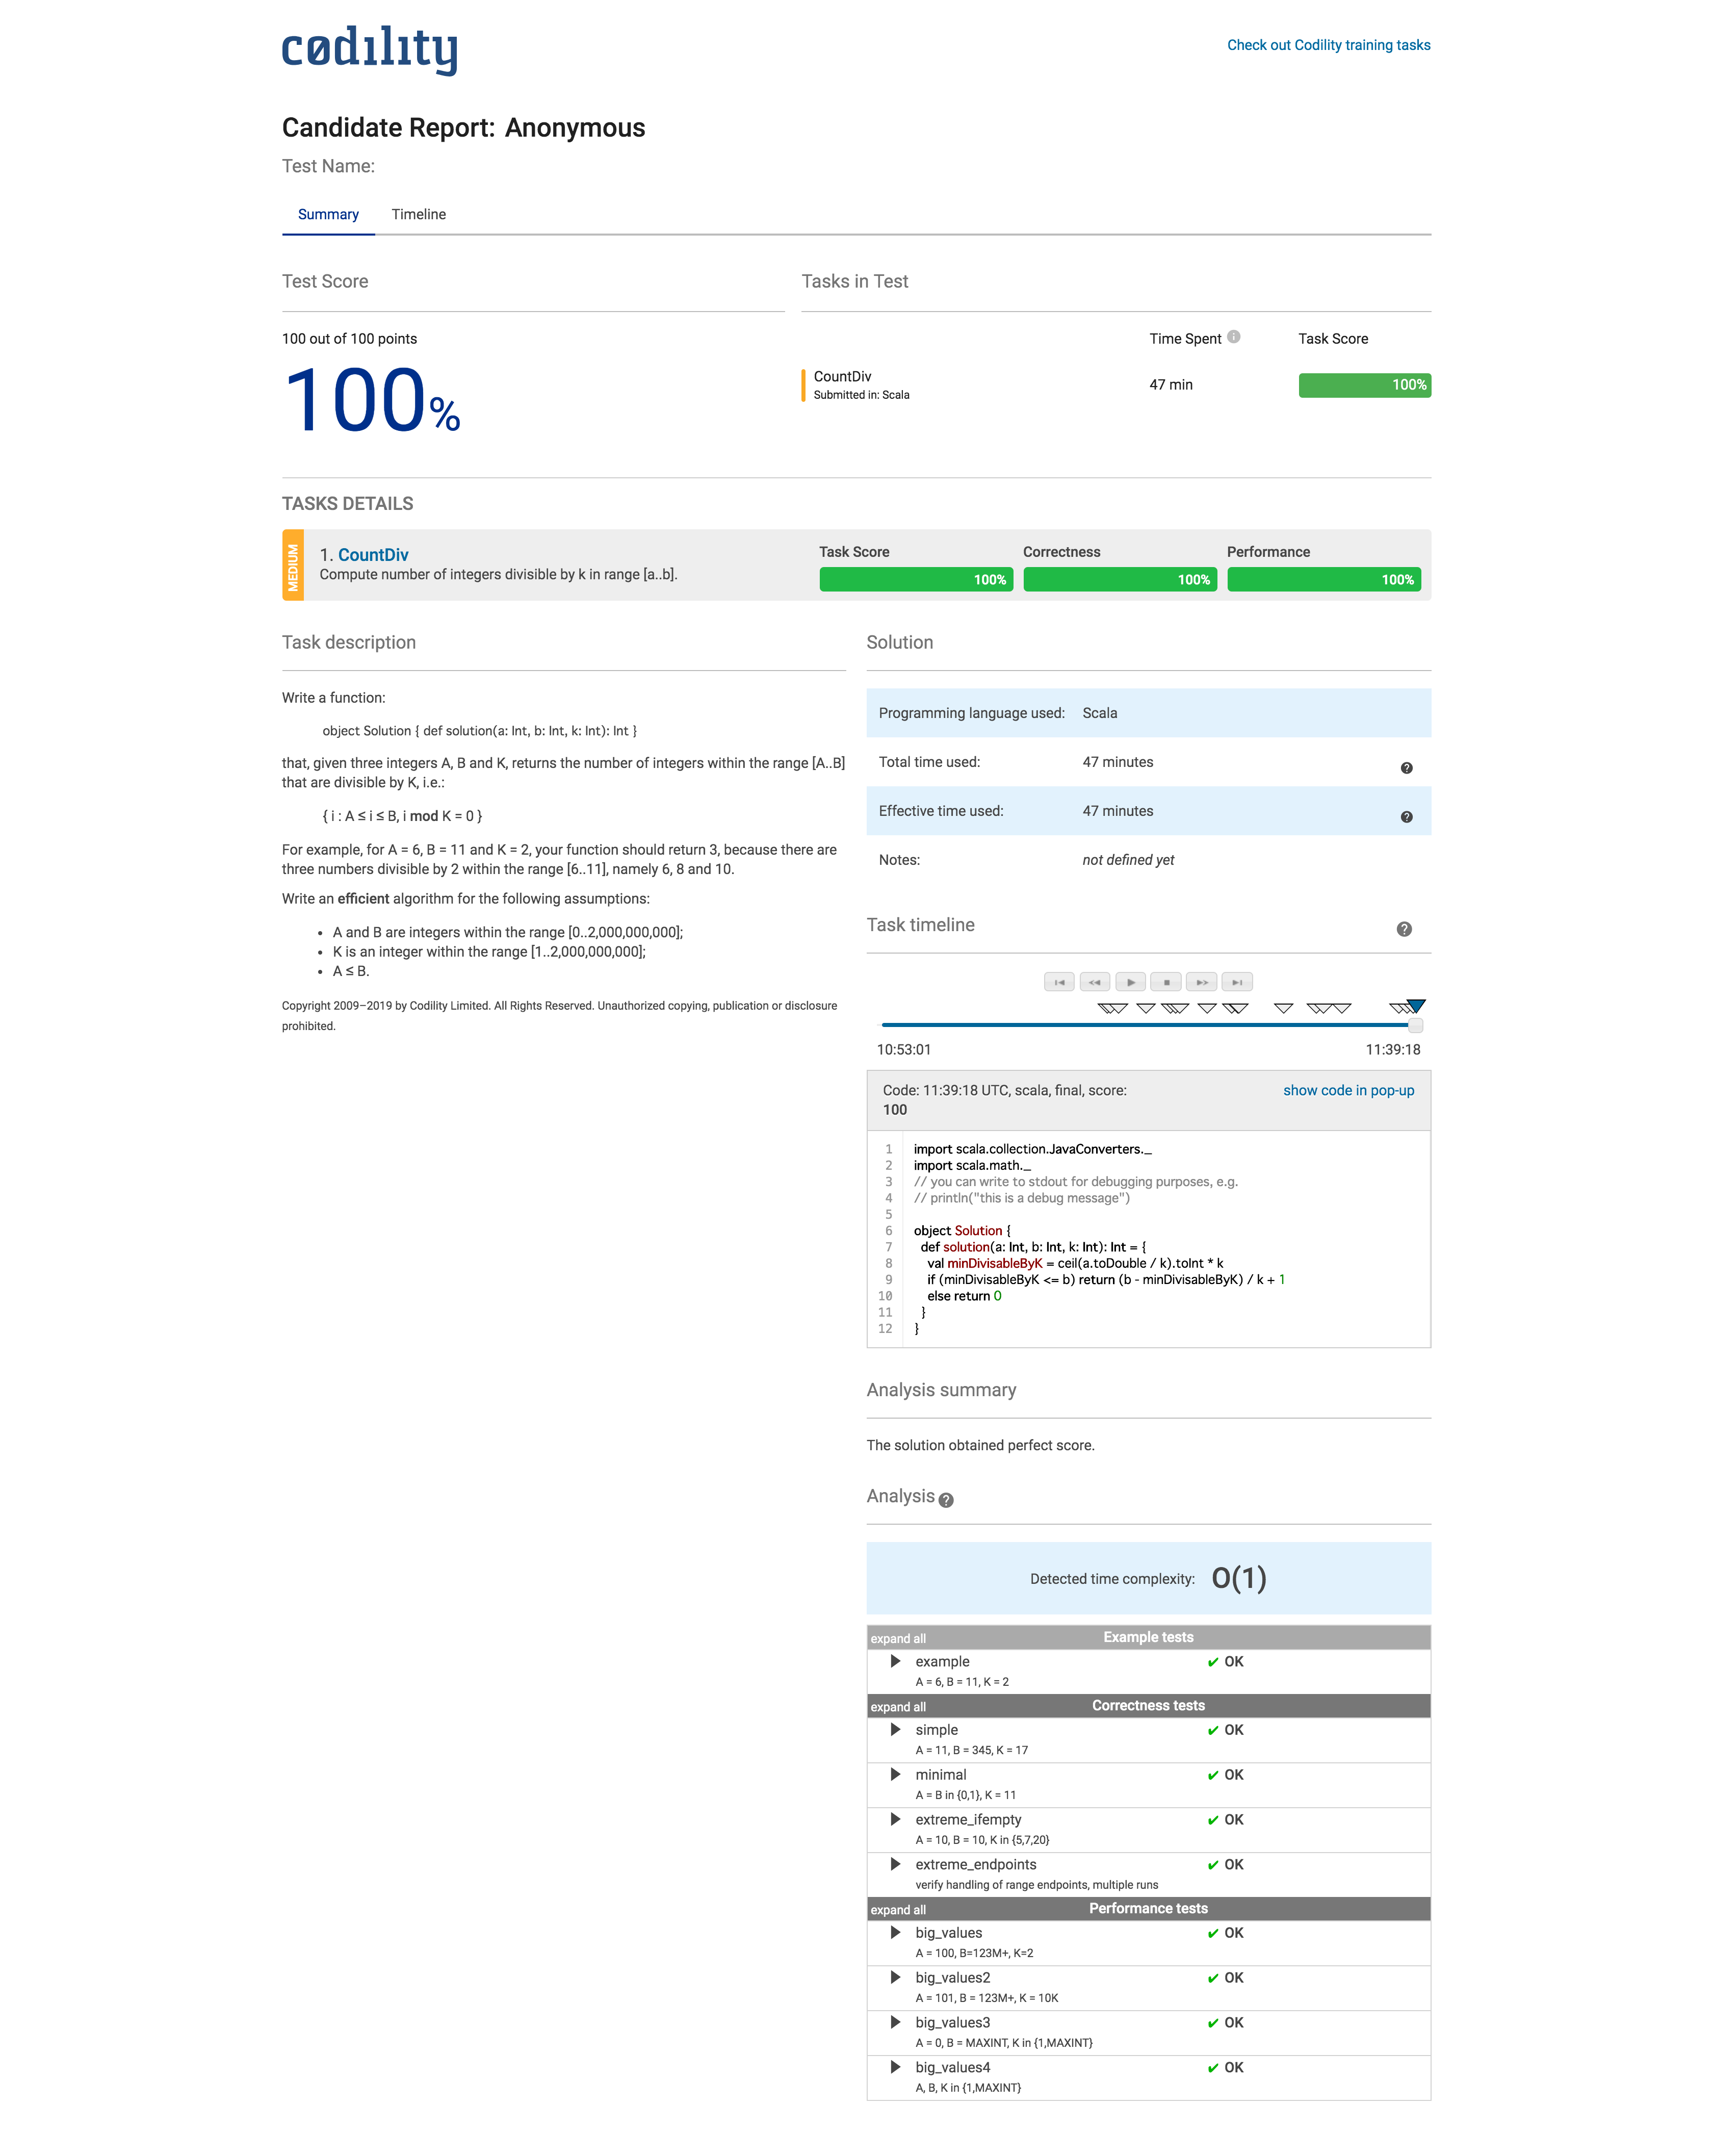 cødility
Check out Codility training tasks
Candidate Report: Anonymous
Test Name:
Summary Timeline
Test Score
100 out of 100 points
100%
Tasks in Test
Time Spent Task Score
CountDiv
Submitted in: Scala
47 min
100%
TASKS DETAILS
MEDIUM
1. CountDiv
Compute number of integers divisible by k in range [a..b].
Task Score
100%
Correctness
100%
Performance
100%
Task description
Write a function:
object Solution { def solution(a: Int, b: Int, k: Int): Int }
that, given three integers A, B and K, returns the number of integers within the range [A..B]
that are divisible by K, i.e.:
{ i : A ≤ i ≤ B, i mod K = 0 }
For example, for A = 6, B = 11 and K = 2, your function should return 3, because there are
three numbers divisible by 2 within the range [6..11], namely 6, 8 and 10.
Write an efficient algorithm for the following assumptions:
• A and B are integers within the range [0..2,000,000,000];
• K is an integer within the range [1..2,000,000,000];
• A ≤ B.
Copyright 2009–2019 by Codility Limited. All Rights Reserved. Unauthorized copying, publication or disclosure
prohibited.
Solution
Programming language used: Scala
Total time used: 47 minutes
Effective time used: 47 minutes
Notes: not defined yet
Task timeline
10:53:01 11:39:18
Code: 11:39:18 UTC, scala, final, score:
100
show code in pop-up
1 import scala.collection.JavaConverters._
2 import scala.math._
3 // you can write to stdout for debugging purposes, e.g.
4 // println("this is a debug message")
5
6 object Solution {
7 def solution(a: Int, b: Int, k: Int): Int = {
8 val minDivisableByK = ceil(a.toDouble / k).toInt * k
9 if (minDivisableByK <= b) return (b - minDivisableByK) / k + 1
10 else return 0
11 }
12 }
Analysis summary
The solution obtained perfect score.
Analysis
Detected time complexity: O(1)
expand all Example tests
example ✔ OK
A = 6, B = 11, K = 2
expand all Correctness tests
simple ✔ OK
A = 11, B = 345, K = 17
minimal ✔ OK
A = B in {0,1}, K = 11
extreme_ifempty ✔ OK
A = 10, B = 10, K in {5,7,20}
extreme_endpoints ✔ OK
verify handling of range endpoints, multiple runs
expand all Performance tests
big_values ✔ OK
A = 100, B=123M+, K=2
big_values2 ✔ OK
A = 101, B = 123M+, K = 10K
big_values3 ✔ OK
A = 0, B = MAXINT, K in {1,MAXINT}
big_values4 ✔ OK
A, B, K in {1,MAXINT}